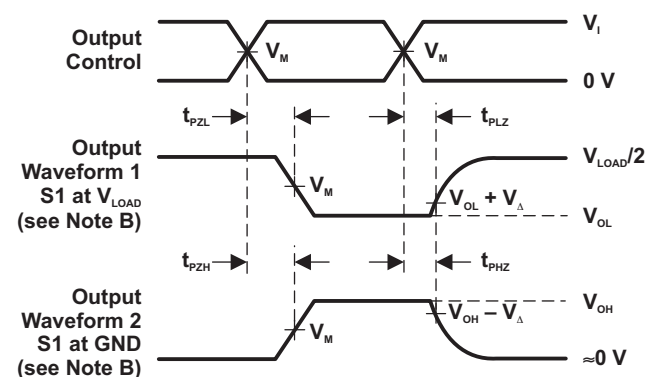 Output
Control
V_M
V_M
V_I
0 V
t_PZL
t_PLZ
Output
Waveform 1
S1 at V_LOAD
(see Note B)
V_M
V_OL + V_Δ
V_LOAD/2
V_OL
t_PZH
t_PHZ
Output
Waveform 2
S1 at GND
(see Note B)
V_M
V_OH – V_Δ
V_OH
≈0 V